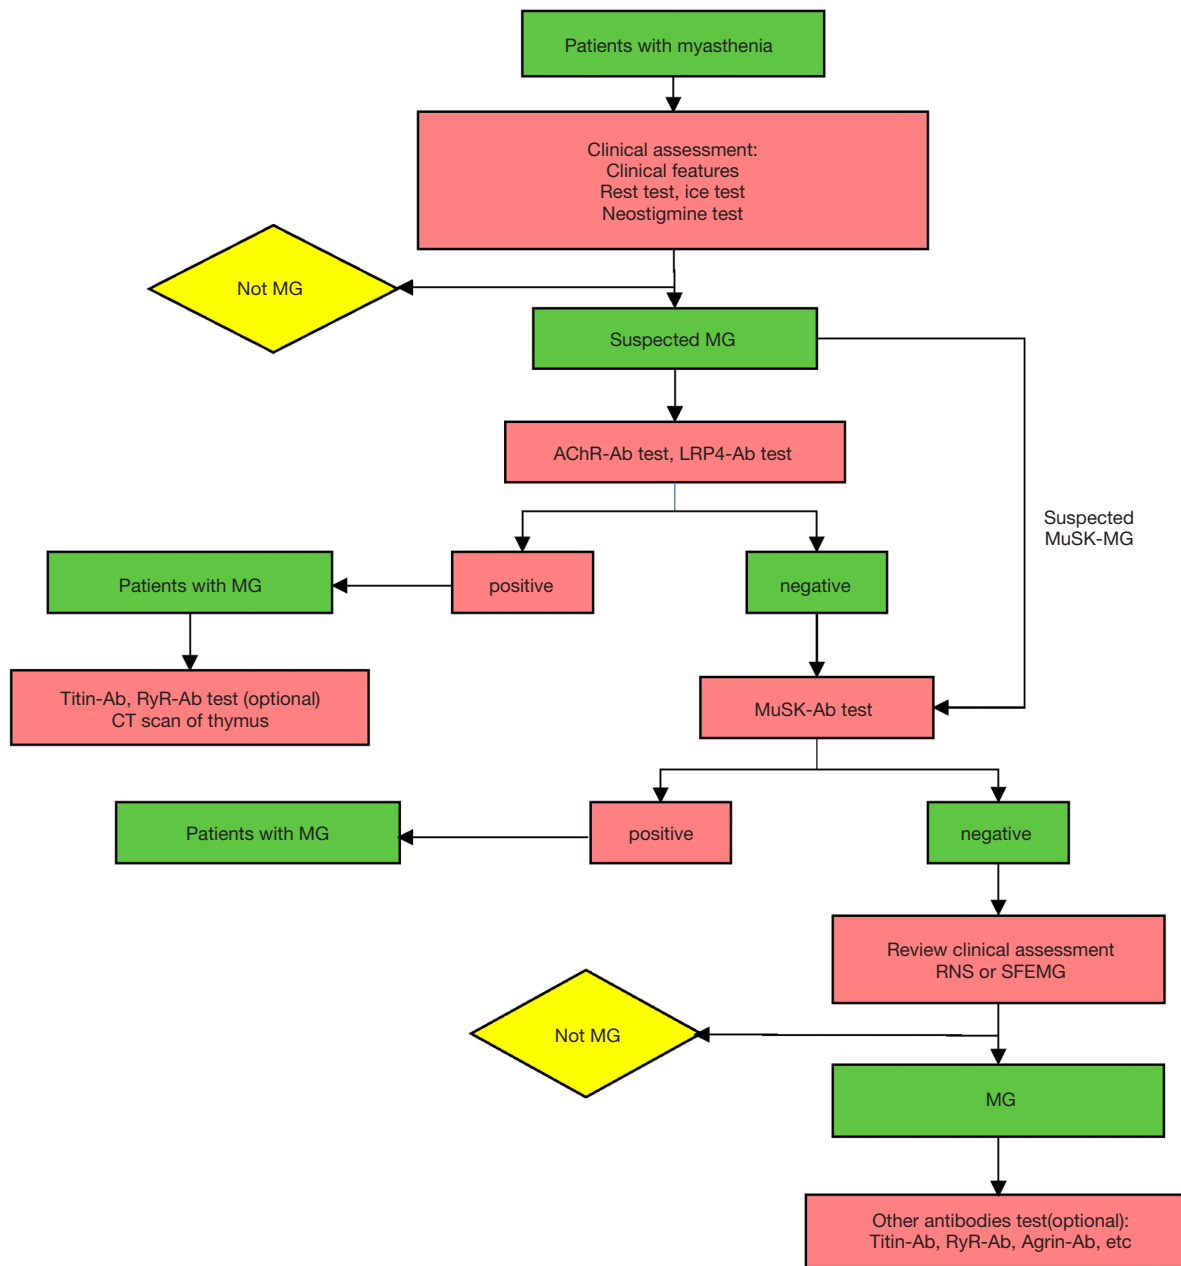 Patients with myasthenia
Clinical assessment:
Clinical features
Rest test, ice test
Neostigmine test
Not MG
Suspected MG
AChR-Ab test, LRP4-Ab test
Suspected
MuSK-MG
Patients with MG
positive
negative
Titin-Ab, RyR-Ab test (optional)
CT scan of thymus
MuSK-Ab test
Patients with MG
positive
negative
Review clinical assessment
RNS or SFEMG
Not MG
MG
Other antibodies test(optional):
Titin-Ab, RyR-Ab, Agrin-Ab, etc